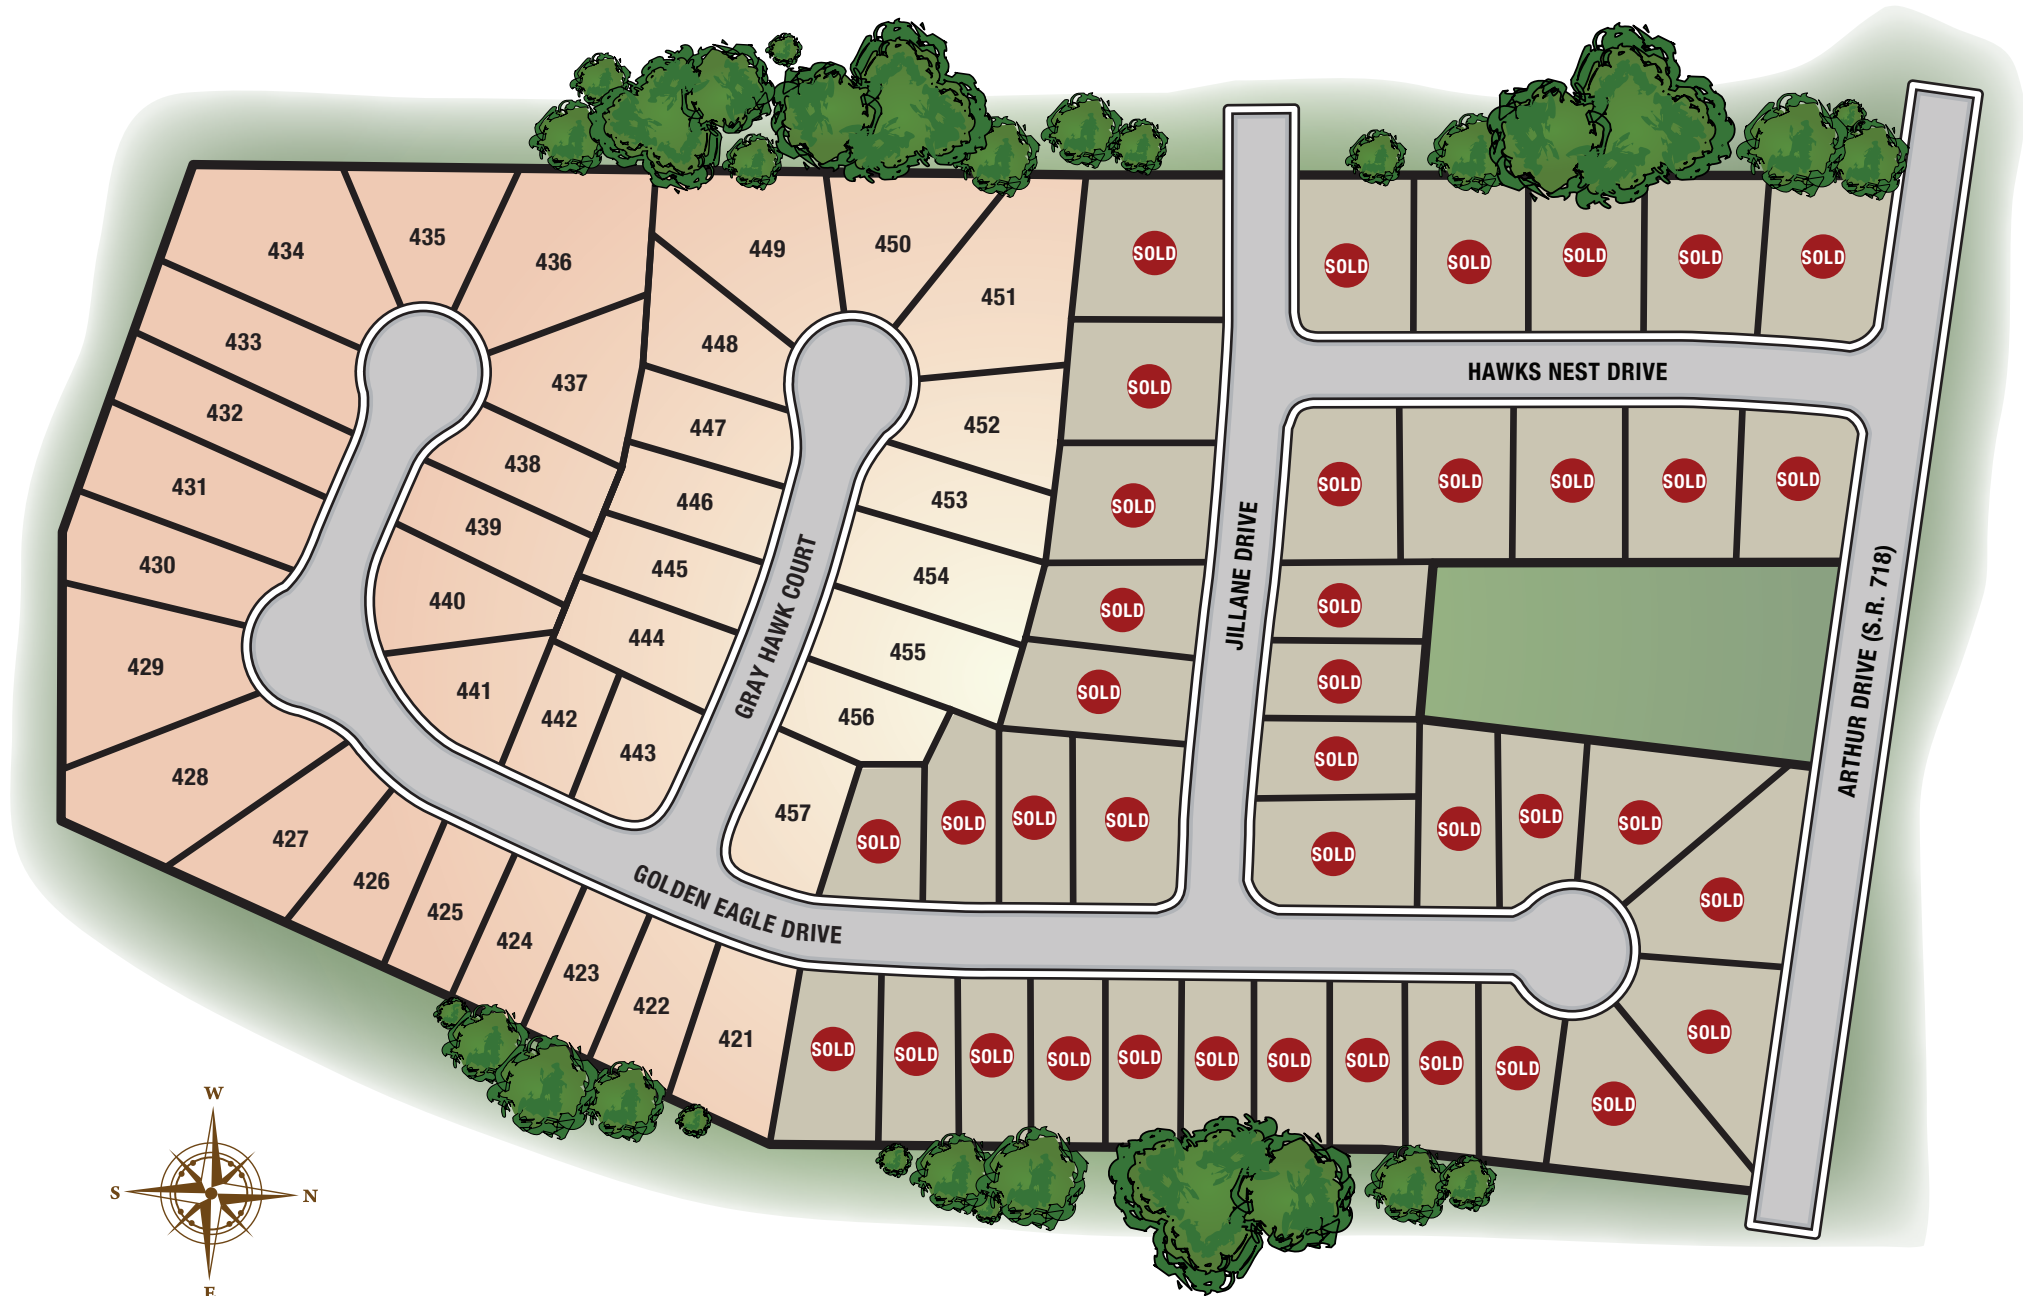 434
435
436
449
450
451
SOLD
SOLD
SOLD
SOLD
SOLD
SOLD
433
448
437
447
452
432
438
431
439
446
453
430
440
445
454
429
441
444
455
428
442
443
456
457
427
426
425
424
423
422
421
SOLD
SOLD
HAWKS NEST DRIVE
SOLD
SOLD
SOLD
SOLD
SOLD
SOLD
JILLANE DRIVE
GRAY HAWK COURT
ARTHUR DRIVE (S.R. 718)
SOLD
SOLD
SOLD
SOLD
SOLD
SOLD
SOLD
SOLD
SOLD
SOLD
SOLD
SOLD
SOLD
SOLD
GOLDEN EAGLE DRIVE
SOLD
SOLD
SOLD
SOLD
SOLD
SOLD
SOLD
SOLD
SOLD
SOLD
SOLD
SOLD
W
S
N
E